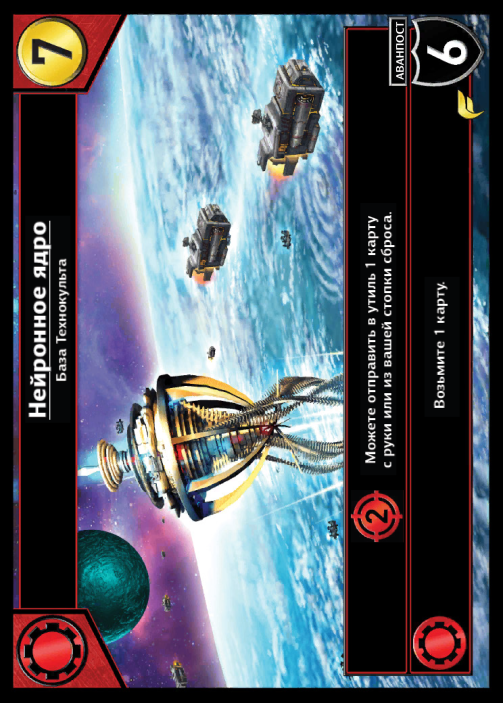 Нейронное ядро
База Технокульта
7
2
Можете отправить в утиль 1 карту
с руки или из вашей стопки сброса.
Возьмите 1 карту.
АВАНПОСТ
6